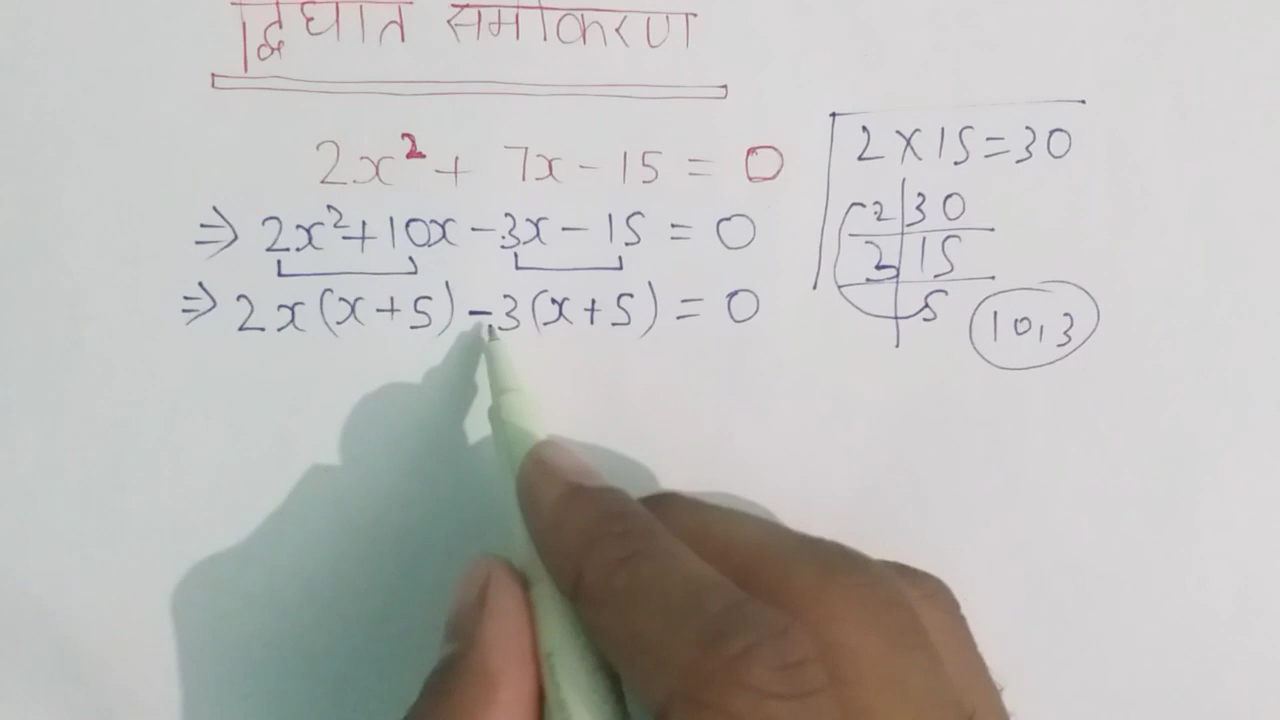 द्विघात समीकरण
2x² + 7x - 15 = 0
⇒ 2x² + 10x - 3x - 15 = 0
⇒ 2x(x+5) - 3(x+5) = 0
2 × 15 = 30
2 | 30
3 | 15
5
10, 3